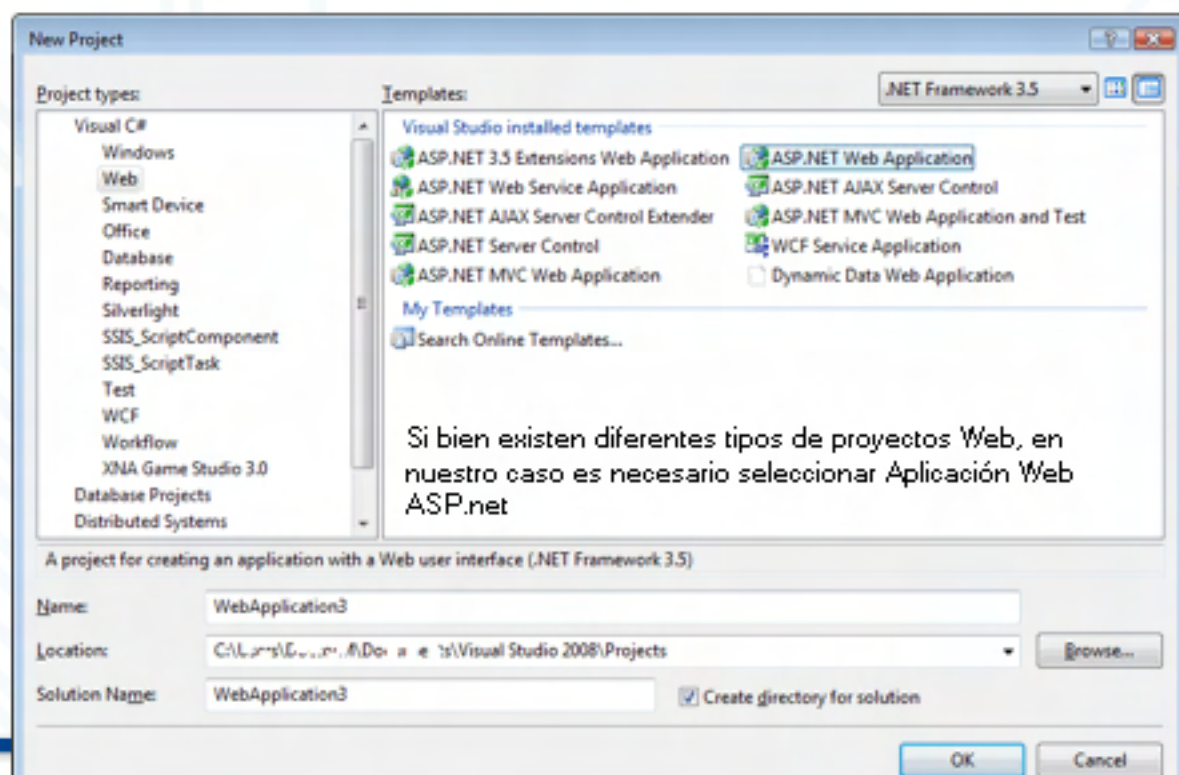 New Project
Project types:
Templates:
.NET Framework 3.5
Visual C#
Windows
Web
Smart Device
Office
Database
Reporting
Silverlight
SSIS_ScriptComponent
SSIS_ScriptTask
Test
WCF
Workflow
XNA Game Studio 3.0
Database Projects
Distributed Systems
Visual Studio installed templates
ASP.NET 3.5 Extensions Web Application
ASP.NET Web Application
ASP.NET Web Service Application
ASP.NET AJAX Server Control
ASP.NET AJAX Server Control Extender
ASP.NET MVC Web Application and Test
ASP.NET Server Control
WCF Service Application
ASP.NET MVC Web Application
Dynamic Data Web Application
My Templates
Search Online Templates...
Si bien existen diferentes tipos de proyectos Web, en
nuestro caso es necesario seleccionar Aplicación Web
ASP.net
A project for creating an application with a Web user interface (.NET Framework 3.5)
Name:
WebApplication3
Location:
\Visual Studio 2008\Projects
Browse...
Solution Name:
WebApplication3
Create directory for solution
OK
Cancel